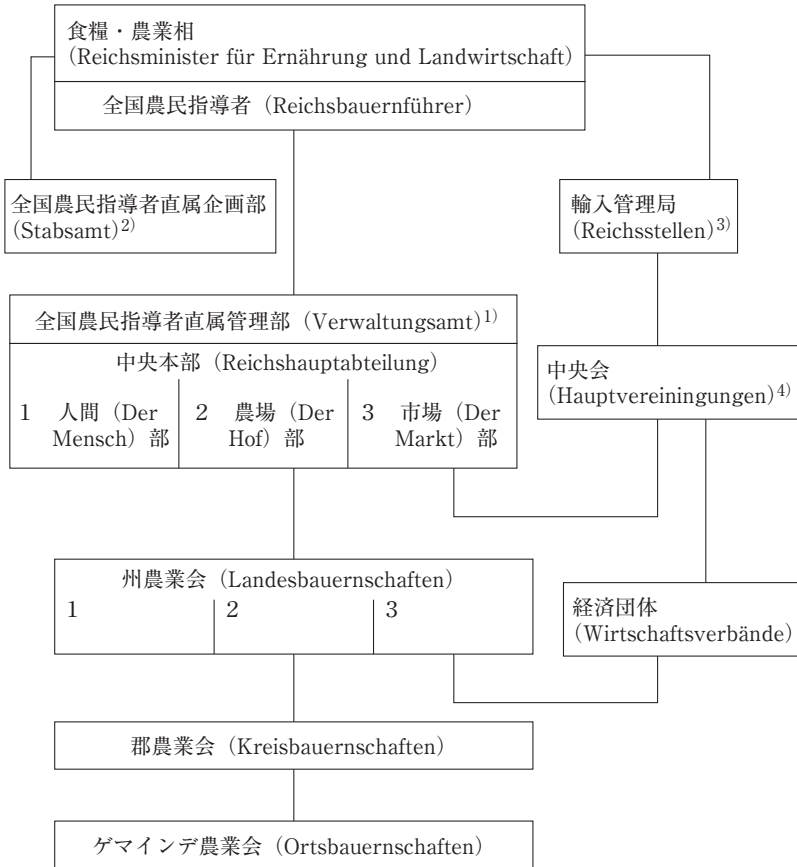 食糧・農業相
(Reichsminister für Ernährung und Landwirtschaft)
全国農民指導者（Reichsbauernführer）
全国農民指導者直属企画部
(Stabsamt)2)
輸入管理局
(Reichsstellen)3)
全国農民指導者直属管理部（Verwaltungsamt）1)
中央本部（Reichshauptabteilung）
1 人間（Der
Mensch）部
2 農場（Der
Hof）部
3 市場（Der
Markt）部
中央会
(Hauptvereiningungen)4)
州農業会（Landesbauernschaften）
1
2
3
経済団体
(Wirtschaftsverbände)
郡農業会（Kreisbauernschaften）
ゲマインデ農業会（Ortsbauernschaften）